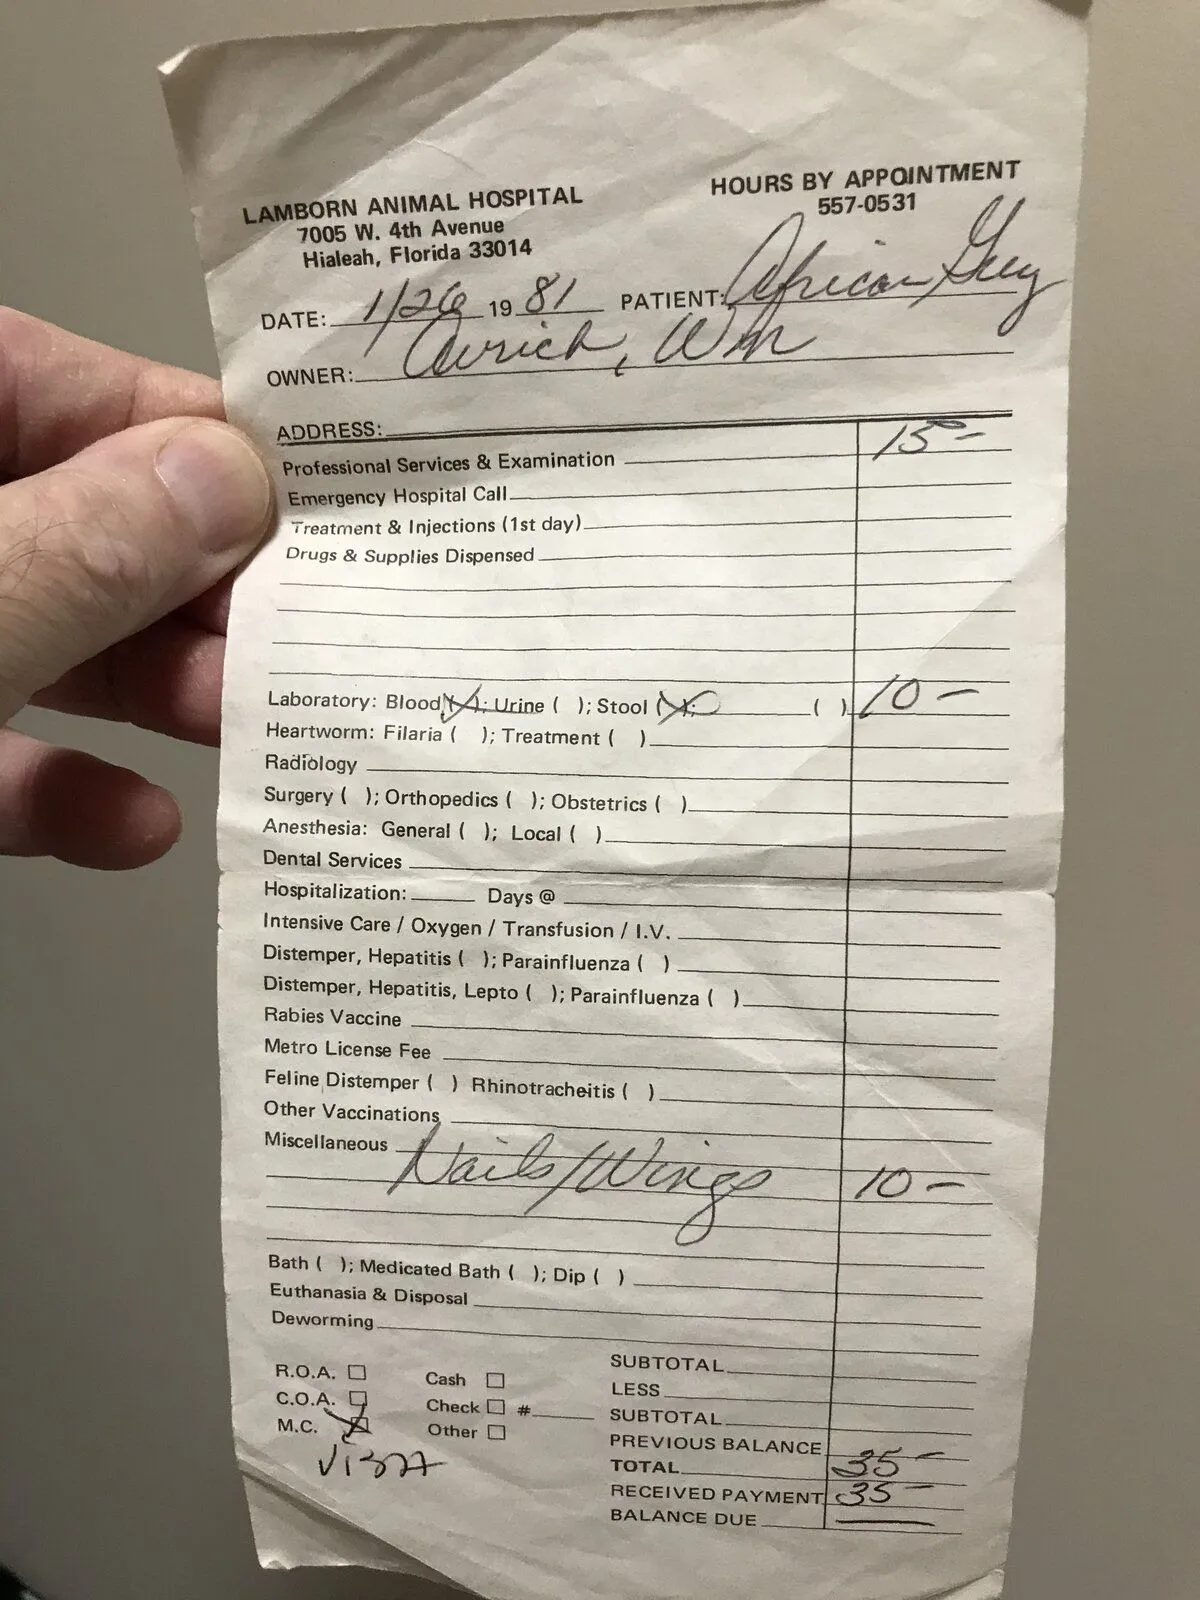 LAMBORN ANIMAL HOSPITAL
7005 W. 4th Avenue
Hialeah, Florida 33014
HOURS BY APPOINTMENT
557-0531
DATE: 1/26 1981 PATIENT: African Grey
OWNER: , Wm
ADDRESS:
Professional Services & Examination 15-
Emergency Hospital Call
Treatment & Injections (1st day)
Drugs & Supplies Dispensed
Laboratory: Blood ( ); Urine ( ); Stool ( ); ( ) 10-
Heartworm: Filaria ( ); Treatment ( )
Radiology
Surgery ( ); Orthopedics ( ); Obstetrics ( )
Anesthesia: General ( ); Local ( )
Dental Services
Hospitalization: Days @
Intensive Care / Oxygen / Transfusion / I.V.
Distemper, Hepatitis ( ); Parainfluenza ( )
Distemper, Hepatitis, Lepto ( ); Parainfluenza ( )
Rabies Vaccine
Metro License Fee
Feline Distemper ( ) Rhinotracheitis ( )
Other Vaccinations
Miscellaneous Nails/Wings 10-
Bath ( ); Medicated Bath ( ); Dip ( )
Euthanasia & Disposal
Deworming
R.O.A. Cash SUBTOTAL
C.O.A. Check # LESS
M.C. Other SUBTOTAL
VISA
PREVIOUS BALANCE
TOTAL 35-
RECEIVED PAYMENT 35-
BALANCE DUE